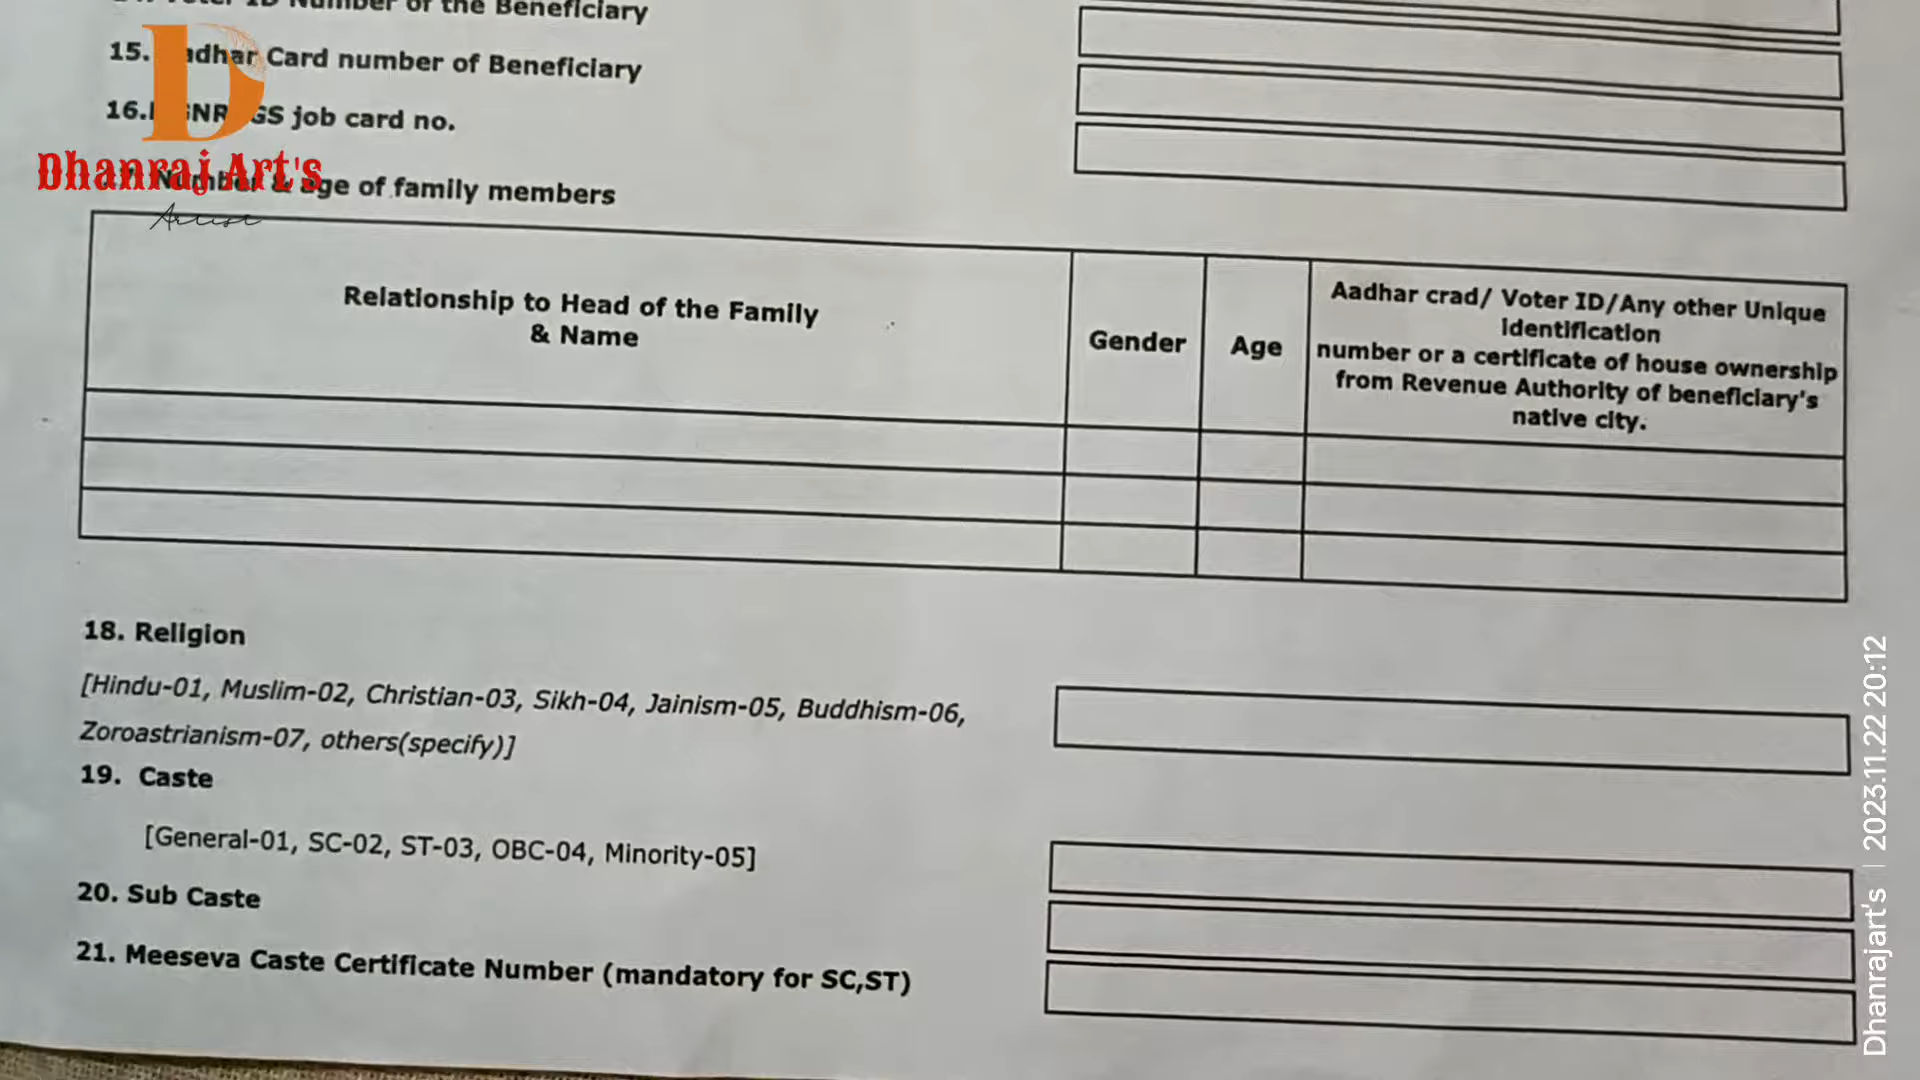 Number of the Beneficiary
15. adhar Card number of Beneficiary
16. GS job card no.
Dhanraj Art's
Number & age of family members
Artist
Relationship to Head of the Family
& Name
Gender
Age
Aadhar crad/ Voter ID/Any other Unique
identification
number or a certificate of house ownership
from Revenue Authority of beneficiary's
native city.
18. Religion
[Hindu-01, Muslim-02, Christian-03, Sikh-04, Jainism-05, Buddhism-06,
Zoroastrianism-07, others(specify)]
19. Caste
[General-01, SC-02, ST-03, OBC-04, Minority-05]
20. Sub Caste
21. Meeseva Caste Certificate Number (mandatory for SC,ST)
Dhanrajart's | 2023.11.22 20:12